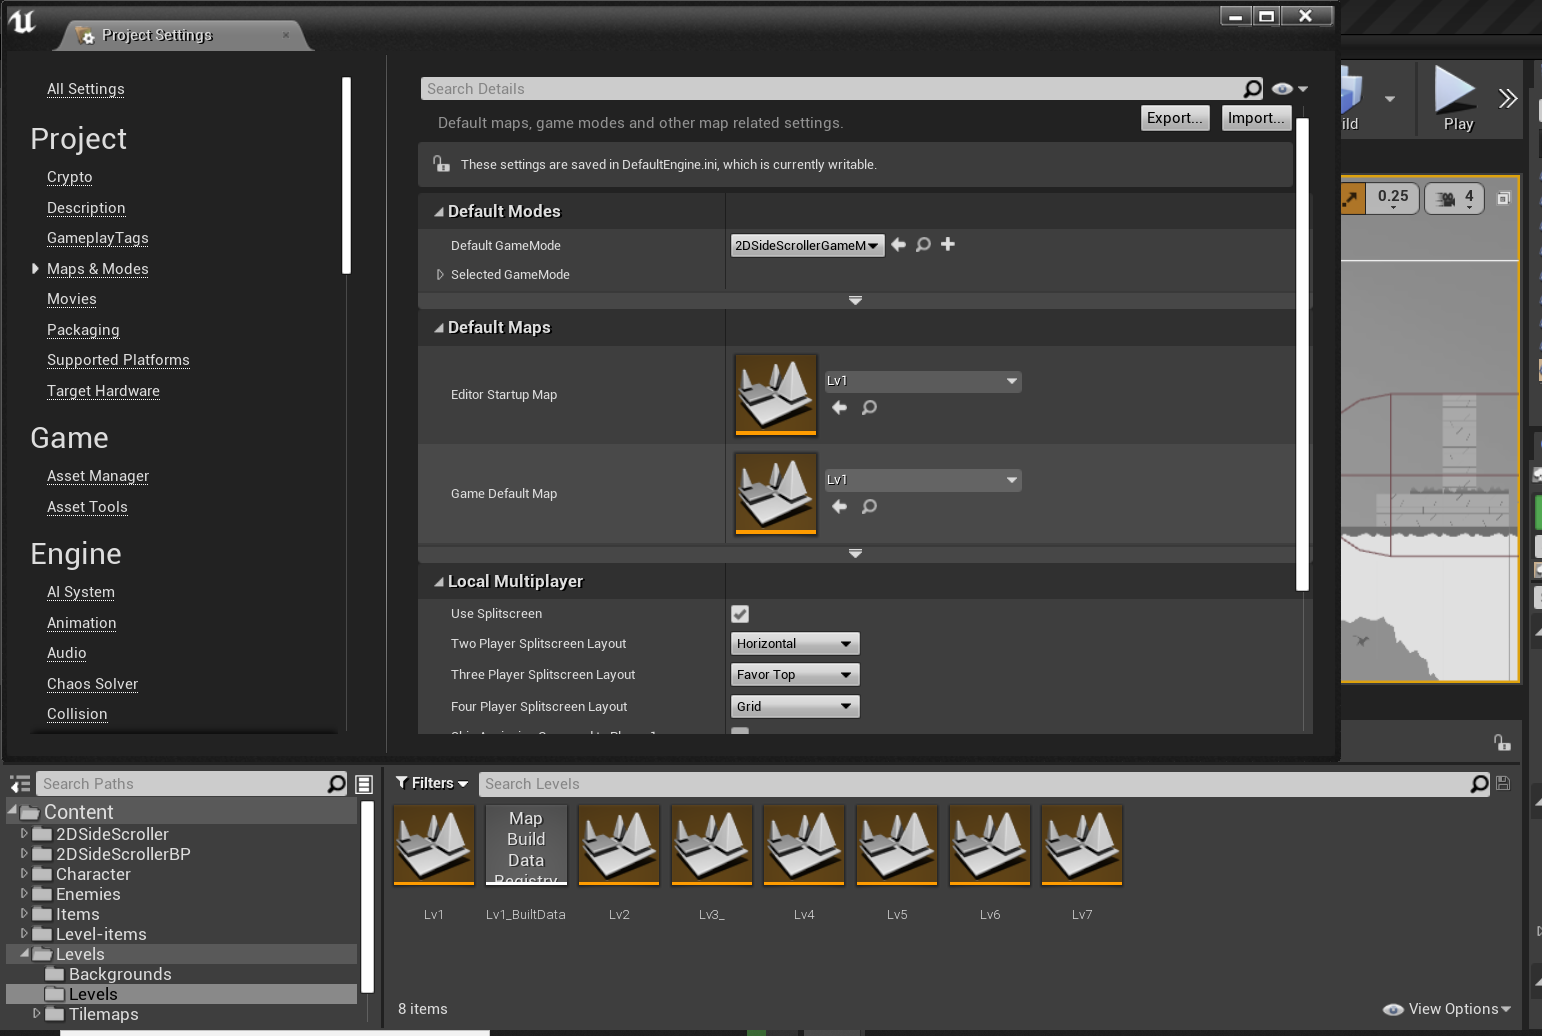 Project Settings
All Settings
Project
Crypto
Description
GameplayTags
Maps & Modes
Movies
Packaging
Supported Platforms
Target Hardware
Game
Asset Manager
Asset Tools
Engine
AI System
Animation
Audio
Chaos Solver
Collision
Search Details
Default maps, game modes and other map related settings.
Export...
Import...
These settings are saved in DefaultEngine.ini, which is currently writable.
Default Modes
Default GameMode
2DSideScrollerGameM
Selected GameMode
Default Maps
Editor Startup Map
Lv1
Game Default Map
Lv1
Local Multiplayer
Use Splitscreen
Two Player Splitscreen Layout
Horizontal
Three Player Splitscreen Layout
Favor Top
Four Player Splitscreen Layout
Grid
ild
Play
0.25
4
Search Paths
Content
2DSideScroller
2DSideScrollerBP
Character
Enemies
Items
Level-items
Levels
Backgrounds
Levels
Tilemaps
Filters
Search Levels
Map
Build
Data
Registry
Lv1
Lv1_BuiltData
Lv2
Lv3_
Lv4
Lv5
Lv6
Lv7
8 items
View Options